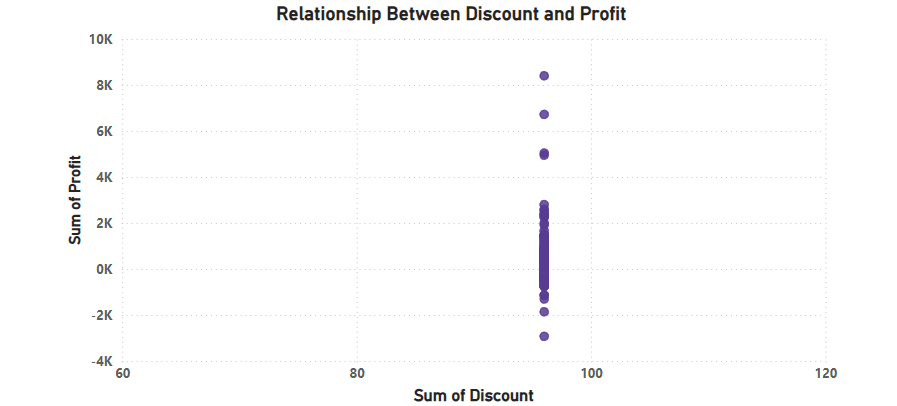 Relationship Between Discount and Profit
10K
8K
6K
4K
2K
0K
-2K
-4K
Sum of Profit
60
80
100
120
Sum of Discount